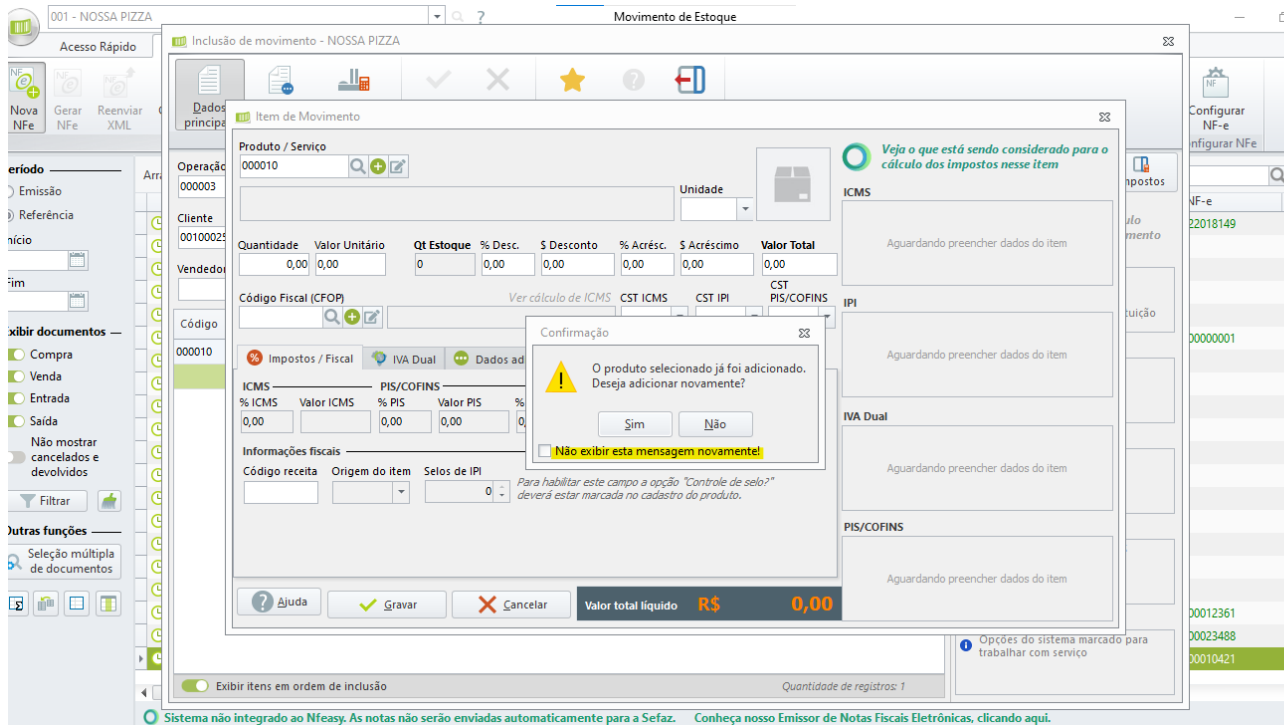 001 - NOSSA PIZZA
Movimento de Estoque
Acesso Rápido
Inclusão de movimento - NOSSA PIZZA
Nova NFe
Gerar NFe
Reenviar XML
Dados
principa
Configurar NF-e
nfigurar NFe
Item de Movimento
Produto / Serviço
000010
Unidade
Veja o que está sendo considerado para o
cálculo dos impostos nesse item
ICMS
Aguardando preencher dados do item
mpostos
eríodo
Emissão
Referência
nício
Fim
Arra
Operação
000003
Cliente
00100025
Vendedor
Código
000010
Quantidade Valor Unitário Qt Estoque % Desc. $ Desconto % Acrésc. $ Acréscimo Valor Total
0,00 0,00 0 0,00 0,00 0,00 0,00 0,00
Código Fiscal (CFOP) Ver cálculo de ICMS CST ICMS CST IPI CST PIS/COFINS
IPI
Aguardando preencher dados do item
NF-e
22018149
ulo
mento
tuição
00000001
xibir documentos
Compra
Venda
Entrada
Saída
Não mostrar
cancelados e
devolvidos
Filtrar
Outras funções
Seleção múltipla
de documentos
Impostos / Fiscal IVA Dual Dados ad
ICMS PIS/COFINS
% ICMS Valor ICMS % PIS Valor PIS %
0,00 0,00 0,00 0,
Informações fiscais
Código receita Origem do item Selos de IPI
0
Para habilitar este campo a opção "Controle de selo?"
deverá estar marcada no cadastro do produto.
Confirmação
O produto selecionado já foi adicionado.
Deseja adicionar novamente?
Sim Não
Não exibir esta mensagem novamente!
IVA Dual
Aguardando preencher dados do item
PIS/COFINS
Aguardando preencher dados do item
Ajuda Gravar Cancelar Valor total líquido R$ 0,00
00012361
00023488
00010421
Opções do sistema marcado para
trabalhar com serviço
Exibir itens em ordem de inclusão
Quantidade de registros: 1
Sistema não integrado ao Nfeasy. As notas não serão enviadas automaticamente para a Sefaz. Conheça nosso Emissor de Notas Fiscais Eletrônicas, clicando aqui.